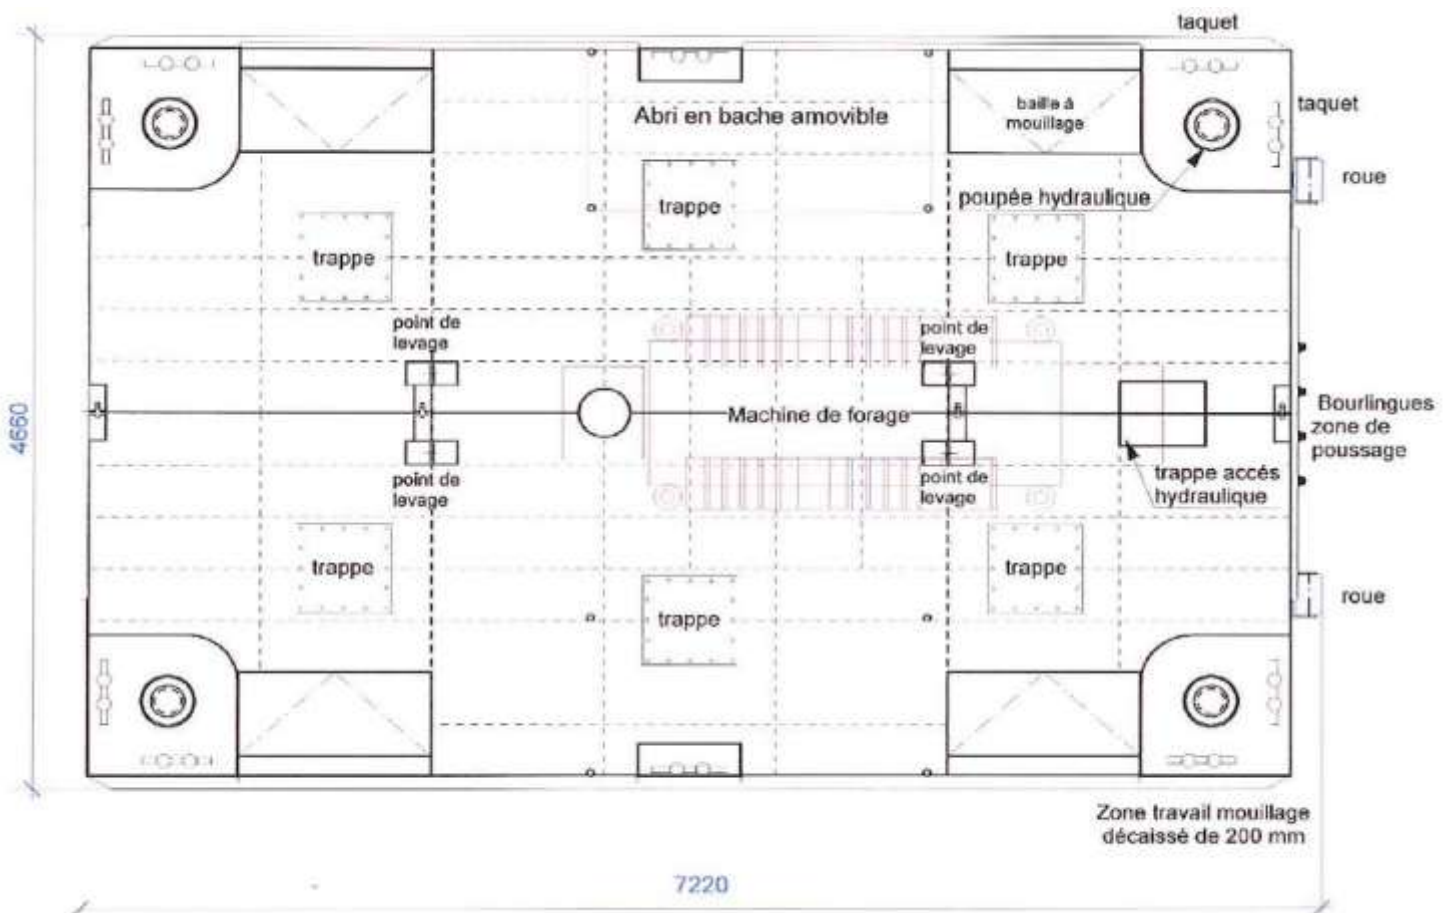 taquet
baille à
mouillage
taquet
Abri en bache amovible
roue
poupée hydraulique
trappe
trappe
trappe
point de
levage
point de
levage
4660
Machine de forage
Bourlingues
zone de
poussage
trappe accés
hydraulique
point de
levage
point de
levage
trappe
trappe
roue
trappe
Zone travail mouillage
décaissé de 200 mm
7220